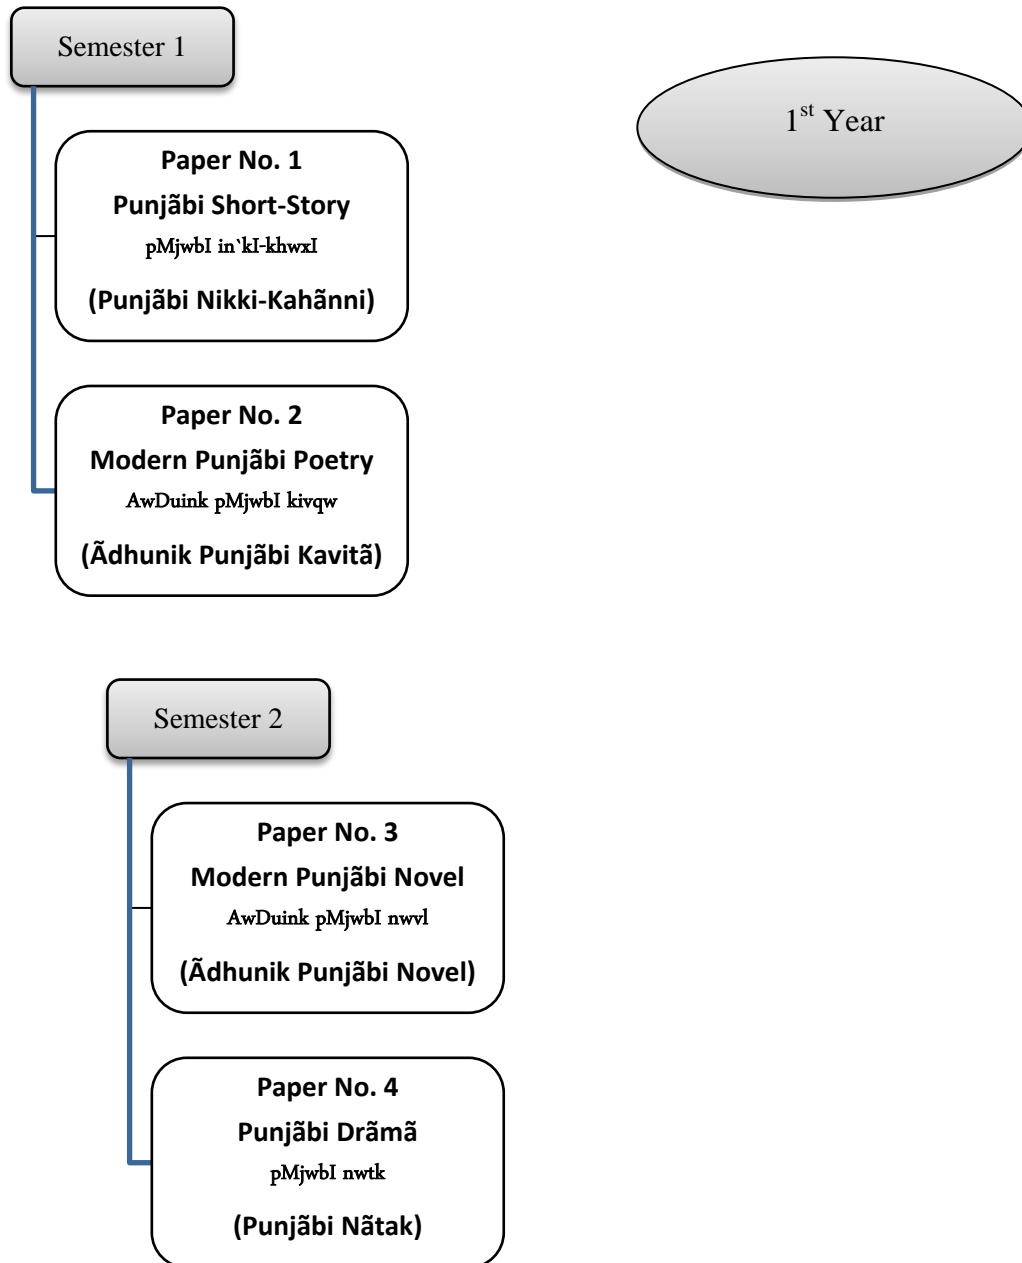 Semester 1
1st Year
Paper No. 1
Punjãbi Short-Story
pMjwbI in`kI-khwxI
(Punjãbi Nikki-Kahãnni)
Paper No. 2
Modern Punjãbi Poetry
AwDuink pMjwbI kivqw
(Ãdhunik Punjãbi Kavitã)
Semester 2
Paper No. 3
Modern Punjãbi Novel
AwDuink pMjwbI nwvl
(Ãdhunik Punjãbi Novel)
Paper No. 4
Punjãbi Drãmã
pMjwbI nwtk
(Punjãbi Nãtak)